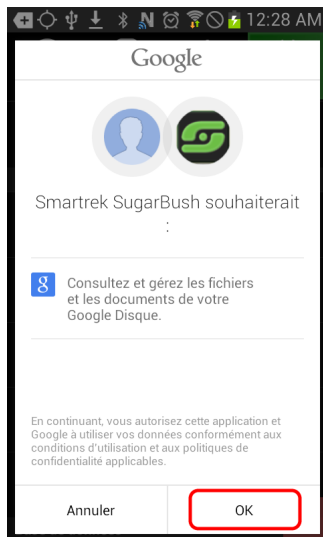 12:28 AM
Google
Smartrek SugarBush souhaiterait
:
g
Consultez et gérez les fichiers
et les documents de votre
Google Disque.
En continuant, vous autorisez cette application et
Google à utiliser vos données conformément aux
conditions d'utilisation et aux politiques de
confidentialité applicables.
Annuler
OK